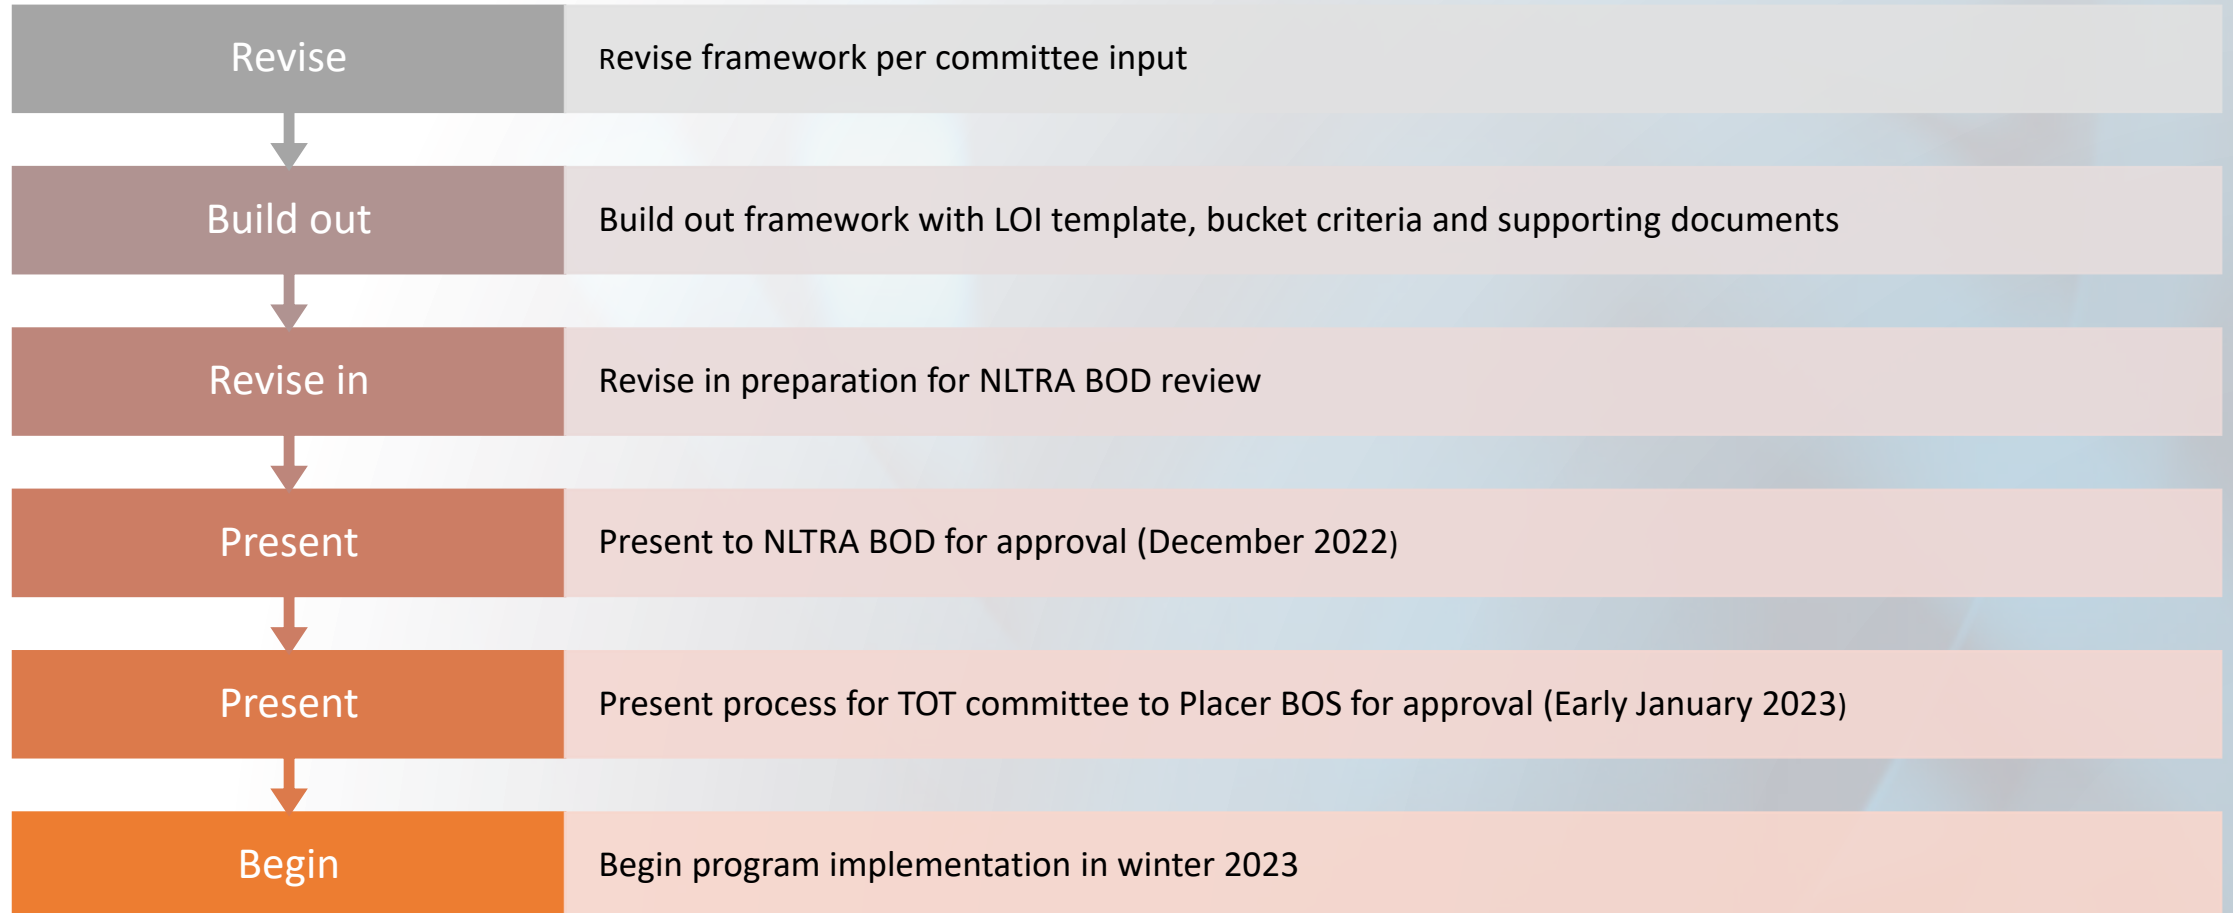 Revise
Revise framework per committee input
Build out
Build out framework with LOI template, bucket criteria and supporting documents
Revise in
Revise in preparation for NLTRA BOD review
Present
Present to NLTRA BOD for approval (December 2022)
Present
Present process for TOT committee to Placer BOS for approval (Early January 2023)
Begin
Begin program implementation in winter 2023